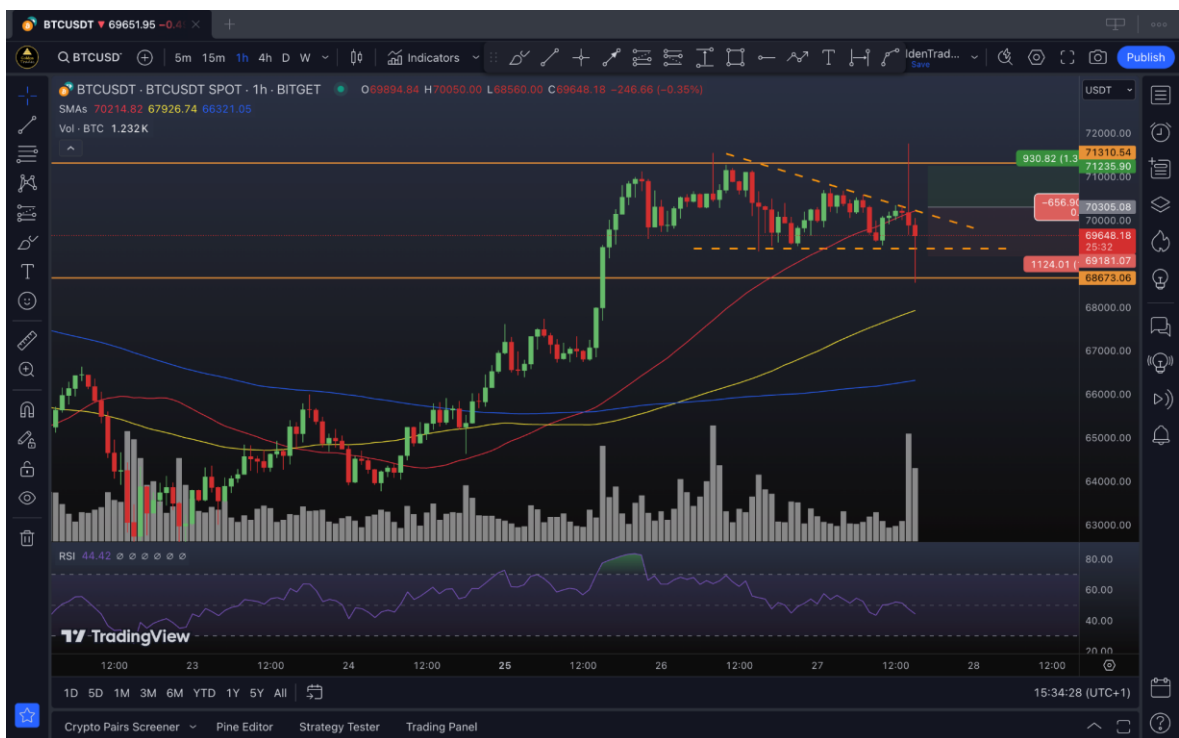 BTCUSDT ▼ 69651.95 −0.4
BTCUSD 5m 15m 1h 4h D W Indicators ldenTrad... Save Publish
BTCUSDT · BTCUSDT SPOT · 1h · BITGET O69894.84 H70050.00 L68560.00 C69648.18 −246.66 (−0.35%) USDT
SMAs 70214.82 67926.74 66321.05
Vol · BTC 1.232K
72000.00
71310.54
930.82 (1.3
71235.90
71000.00
−656.90
70305.08
0.
70000.00
69648.18
25:32
1124.01 (
69181.07
68673.06
68000.00
67000.00
66000.00
65000.00
64000.00
63000.00
RSI 44.42 ø ø ø ø ø ø
80.00
60.00
40.00
TradingView
20.00
12:00 23 12:00 24 12:00 25 12:00 26 12:00 27 12:00 28 12:00
1D 5D 1M 3M 6M YTD 1Y 5Y All 15:34:28 (UTC+1)
Crypto Pairs Screener Pine Editor Strategy Tester Trading Panel